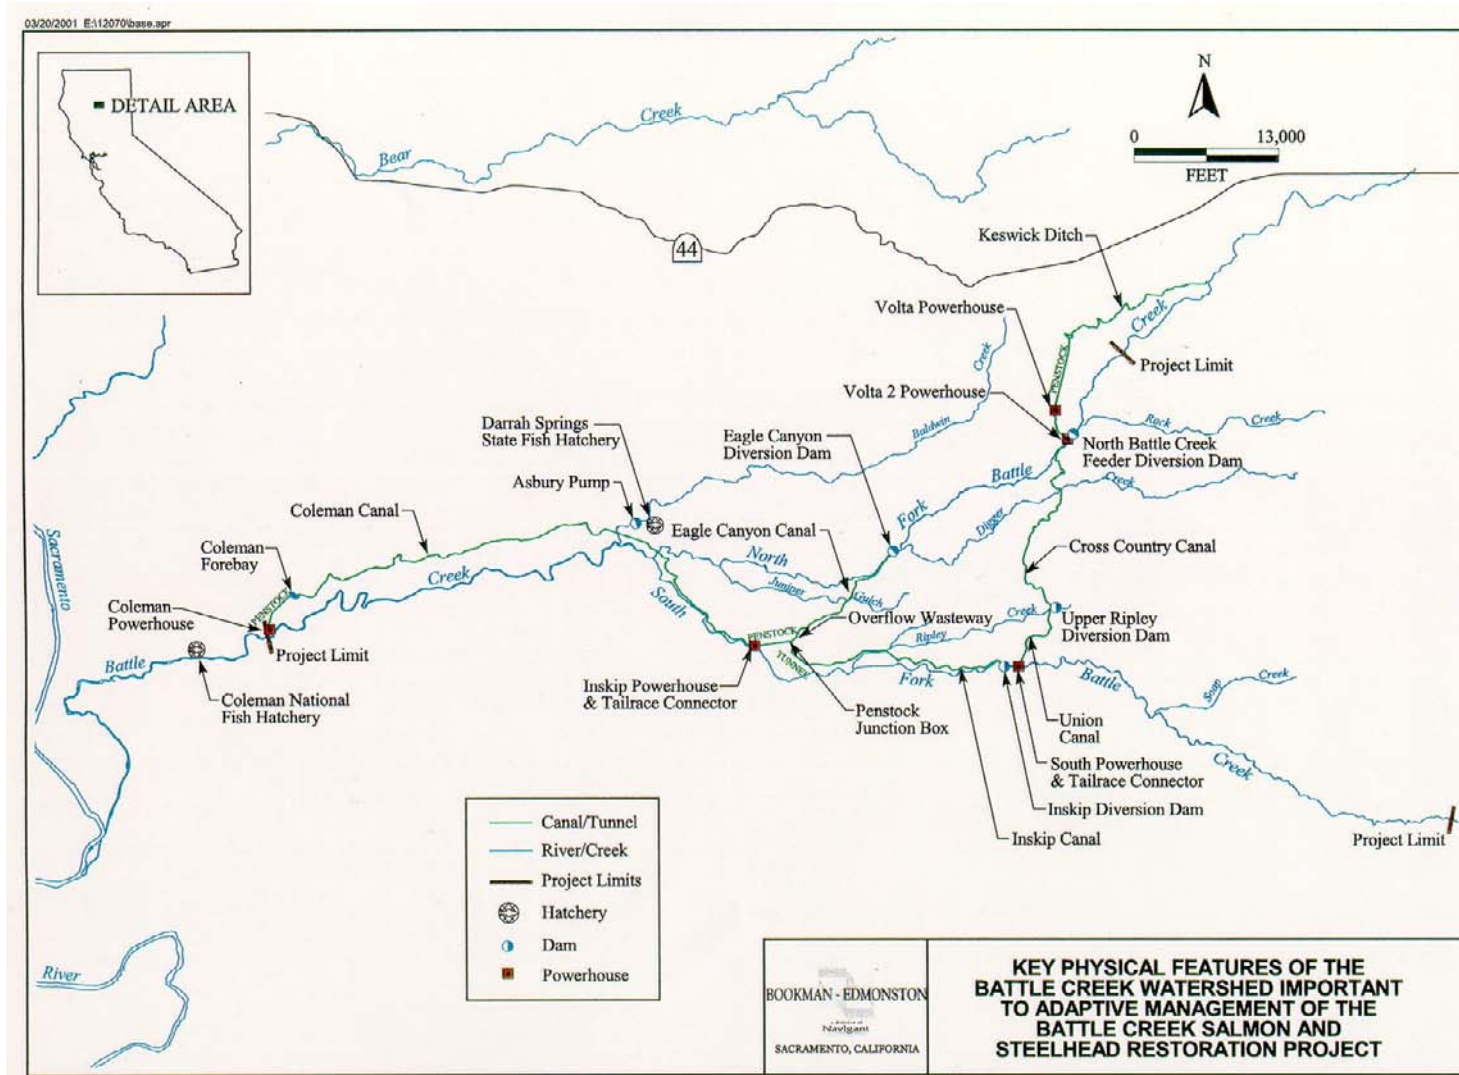 03/20/2001 E:\12070\base.apr
DETAIL AREA
Bear
Creek
N
0 13,000
FEET
44
Keswick Ditch
Volta Powerhouse
Creek
PENSTOCK
Project Limit
Volta 2 Powerhouse
Creek
Baldwin
Rock
Creek
Darrah Springs
State Fish Hatchery
Eagle Canyon
Diversion Dam
North Battle Creek
Feeder Diversion Dam
Battle
Creek
Asbury Pump
Fork
Digger
Coleman Canal
Eagle Canyon Canal
Sacramento
Coleman
Forebay
North
Cross Country Canal
Creek
Juniper
Gulch
South
PENSTOCK
Coleman
Powerhouse
Overflow Wasteway
Creek
Ripley
Upper Ripley
Diversion Dam
PENSTOCK
TUNNEL
Project Limit
Battle
Fork
Battle
Soap
Creek
Coleman National
Fish Hatchery
Inskip Powerhouse
& Tailrace Connector
Penstock
Junction Box
Union
Canal
Creek
South Powerhouse
& Tailrace Connector
Inskip Diversion Dam
Inskip Canal
Project Limit
Canal/Tunnel
River/Creek
Project Limits
Hatchery
Dam
Powerhouse
River
BOOKMAN - EDMONSTON
Navigant
SACRAMENTO, CALIFORNIA
KEY PHYSICAL FEATURES OF THE
BATTLE CREEK WATERSHED IMPORTANT
TO ADAPTIVE MANAGEMENT OF THE
BATTLE CREEK SALMON AND
STEELHEAD RESTORATION PROJECT